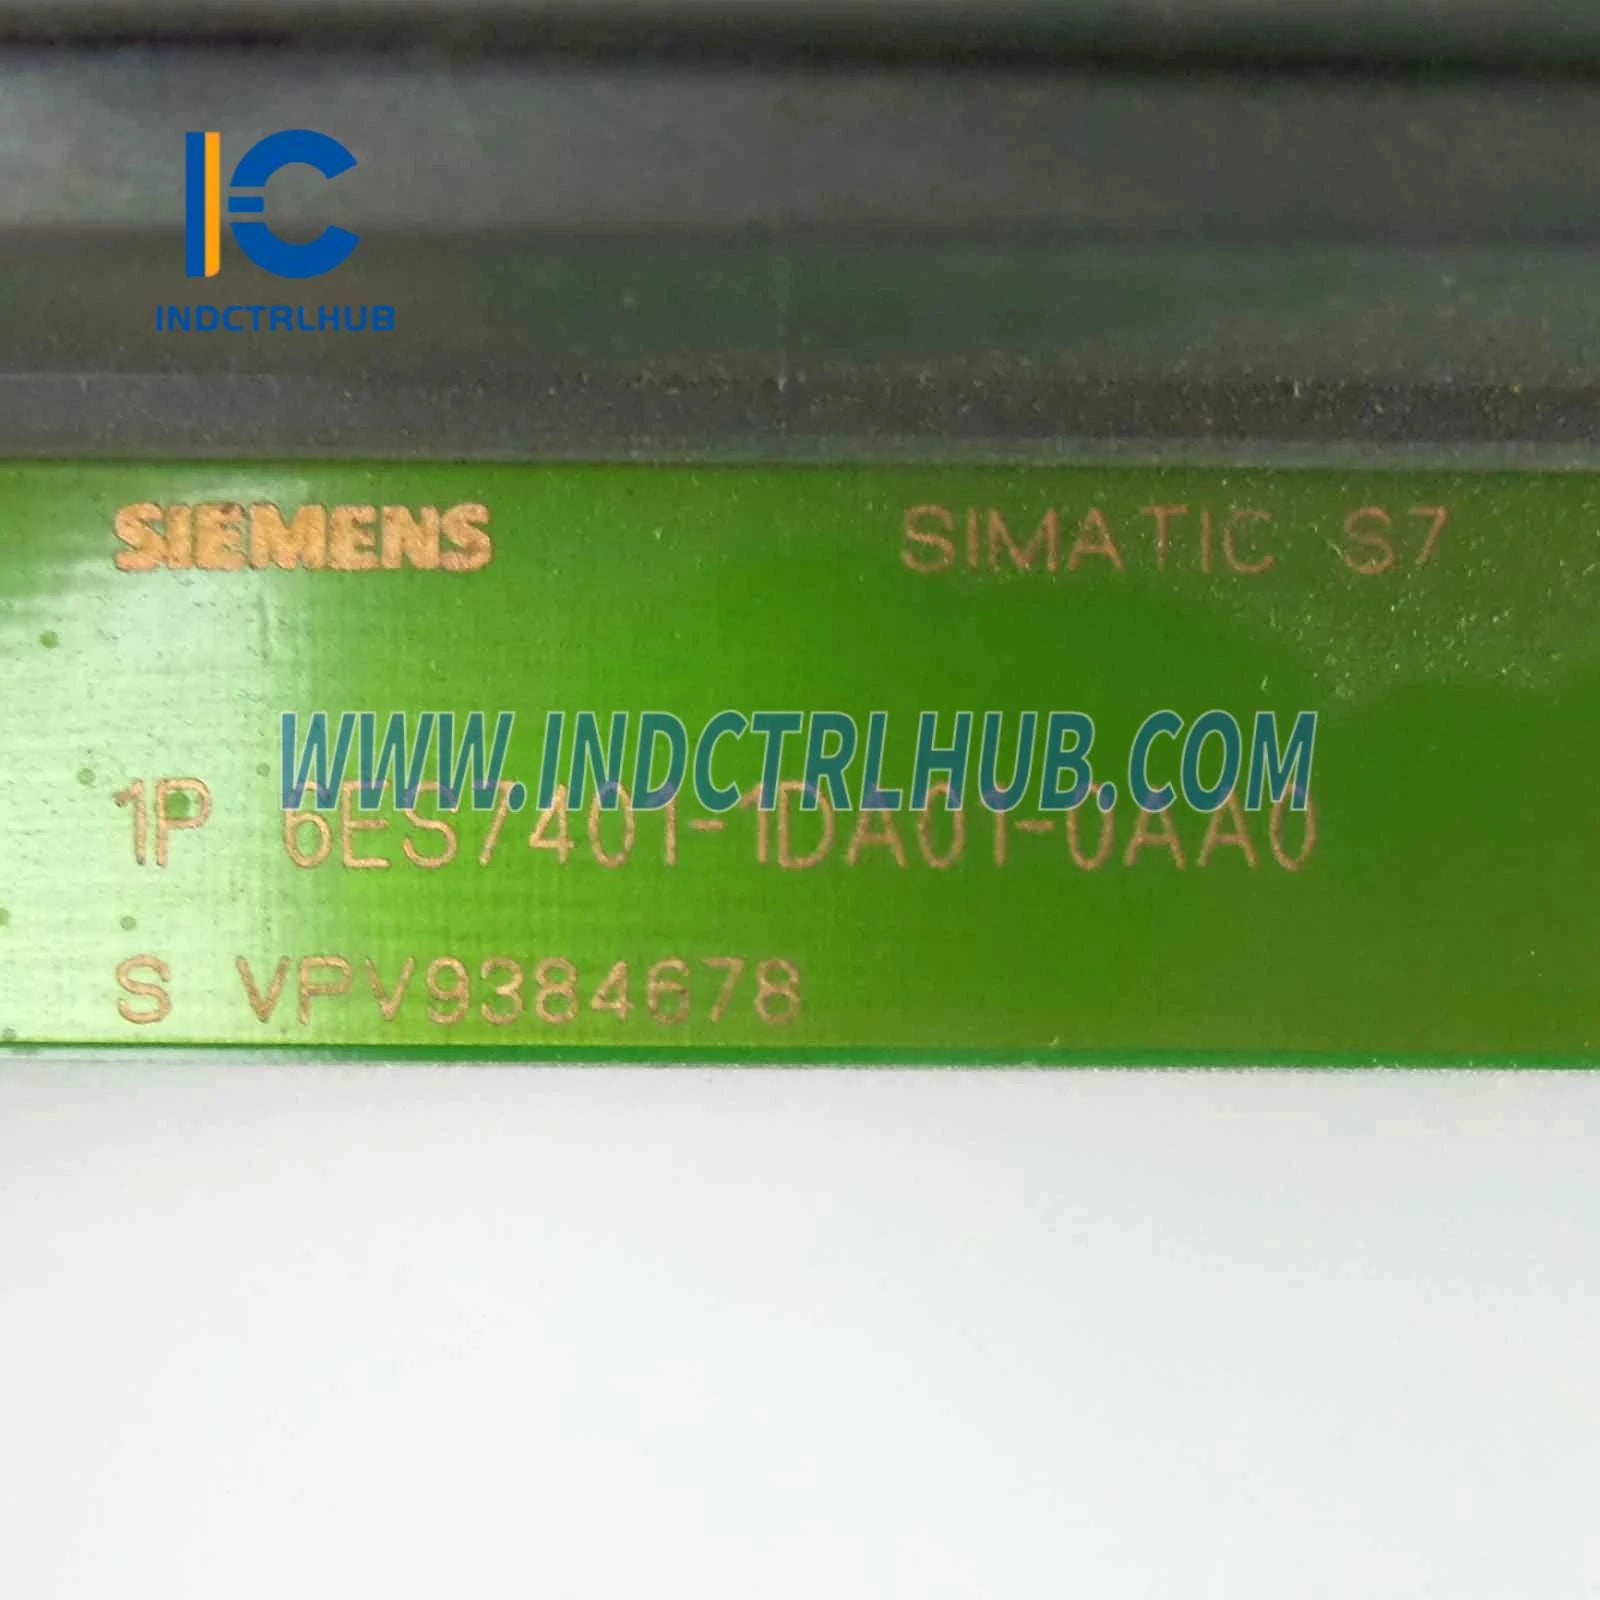 INDCTRLHUB
SIEMENS SIMATIC S7
WWW.INDCTRLHUB.COM
1P 6ES7401-1DA01-0AA0
S VPV9384678